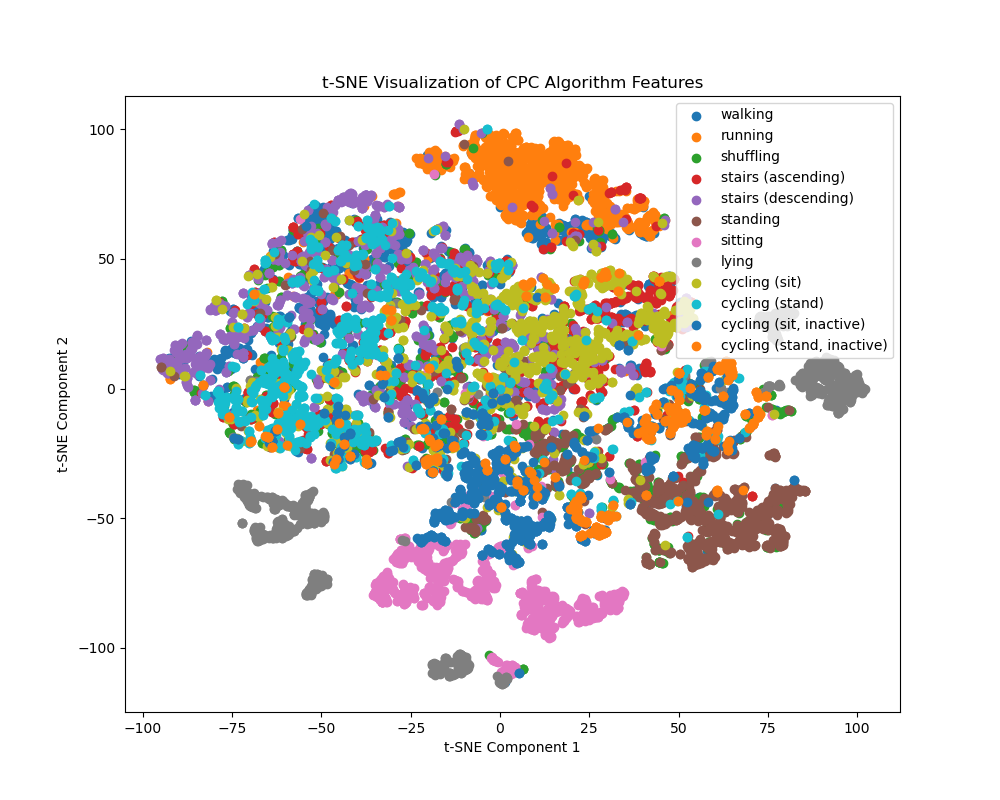 t-SNE Visualization of CPC Algorithm Features
walking
running
shuffling
stairs (ascending)
stairs (descending)
standing
sitting
lying
cycling (sit)
cycling (stand)
cycling (sit, inactive)
cycling (stand, inactive)
100
50
0
−50
−100
t-SNE Component 2
−100
−75
−50
−25
0
25
50
75
100
t-SNE Component 1